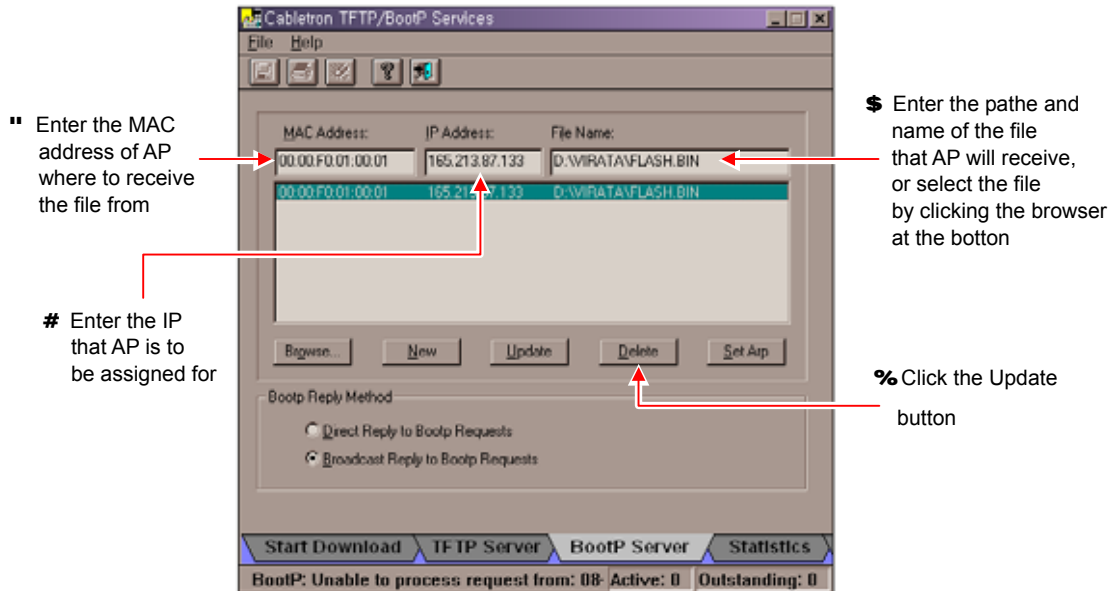 Cabletron TFTP/BootP Services
File Help
" Enter the MAC
address of AP
where to receive
the file from
$ Enter the pathe and
name of the file
that AP will receive,
or select the file
by clicking the browser
at the botton
MAC Address: IP Address: File Name:
00:00:F0:01:00:01 165.213.87.133 D:\VIRATA\FLASH.BIN
00:00:F0:01:00:01 165.213.87.133 D:\VIRATA\FLASH.BIN
# Enter the IP
that AP is to
be assigned for
Browse... New Update Delete Set Arp
% Click the Update
button
Bootp Reply Method
Direct Reply to Bootp Requests
Broadcast Reply to Bootp Requests
Start Download TFTP Server BootP Server Statistics
BootP: Unable to process request from: 08- Active: 0 Outstanding: 0